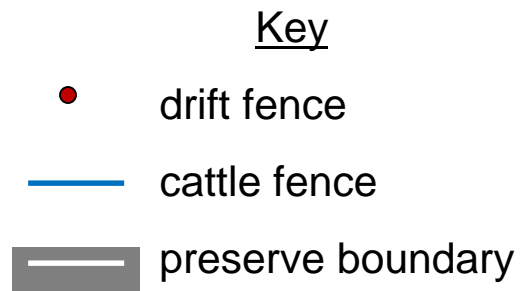 Key
drift fence
cattle fence
preserve boundary